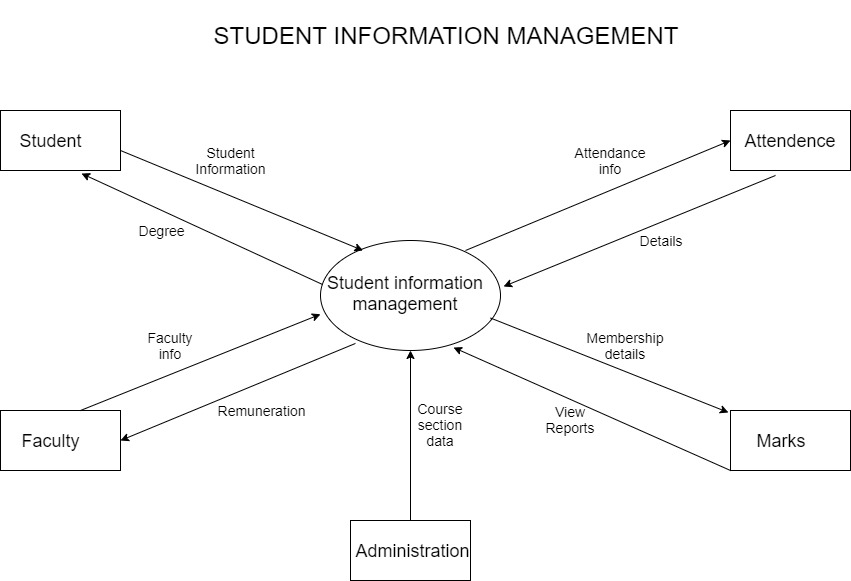 STUDENT INFORMATION MANAGEMENT
Student
Attendence
Student
Information
Attendance
info
Degree
Details
Student information
management
Faculty
info
Membership
details
Remuneration
Course
section
data
View
Reports
Faculty
Marks
Administration